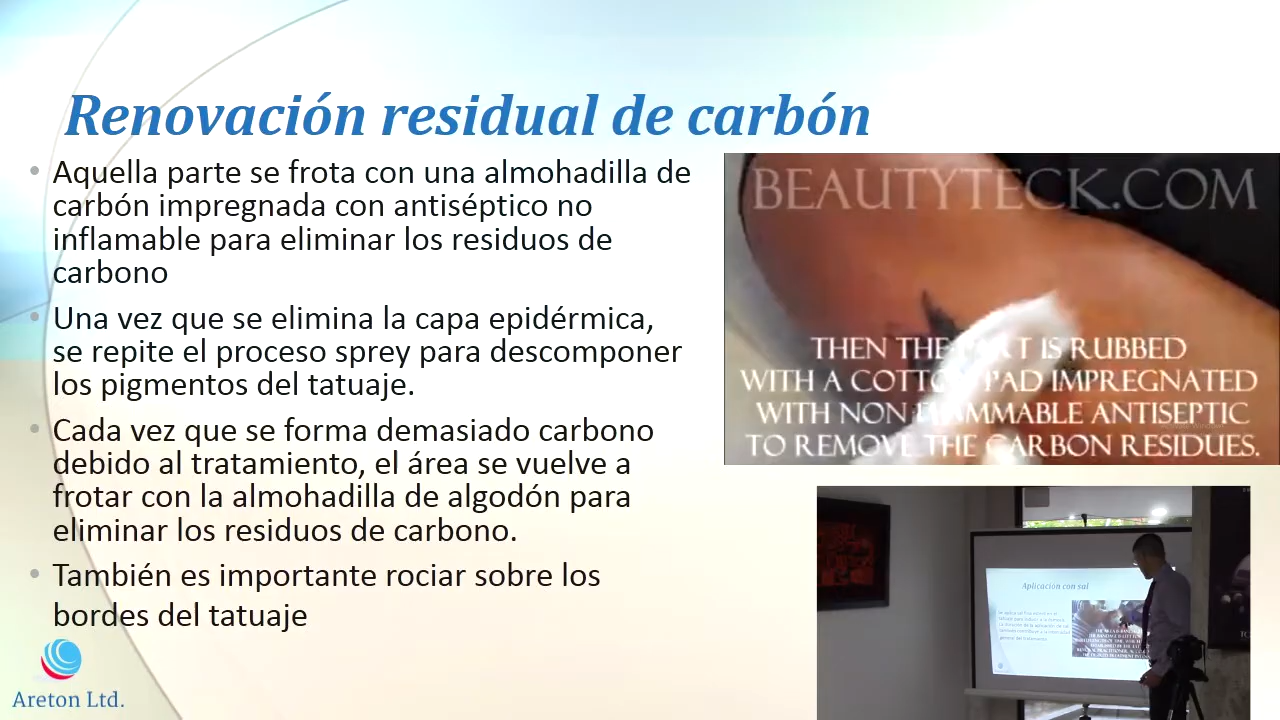 Renovación residual de carbón
• Aquella parte se frota con una almohadilla de
carbón impregnada con antiséptico no
inflamable para eliminar los residuos de
carbono
• Una vez que se elimina la capa epidérmica,
se repite el proceso sprey para descomponer
los pigmentos del tatuaje.
• Cada vez que se forma demasiado carbono
debido al tratamiento, el área se vuelve a
frotar con la almohadilla de algodón para
eliminar los residuos de carbono.
• También es importante rociar sobre los
bordes del tatuaje
Areton Ltd.
BEAUTYTECK.COM
THEN THE PART IS RUBBED
WITH A COTTON PAD IMPREGNATED
WITH NON FLAMMABLE ANTISEPTIC
TO REMOVE THE CARBON RESIDUES.
Aplicación con sal